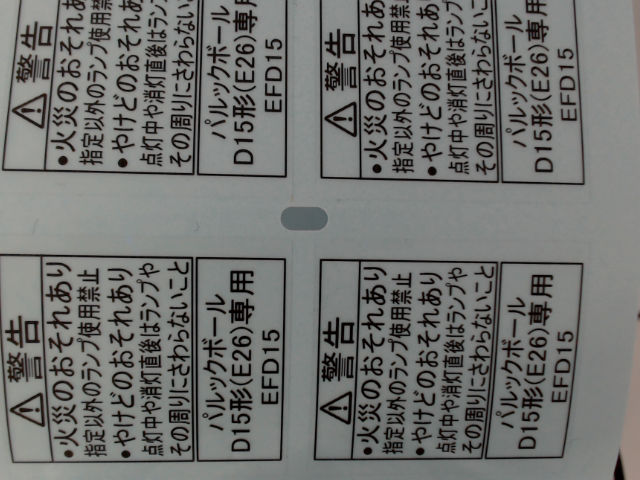 警告
•火災のおそれあり
指定以外のランプ使用禁止
•やけどのおそれあり
点灯中や消灯直後はランプや
その周りにさわらないこと
パルックボール
D15形(E26)専用
EFD15
警告
•火災のおそれあ
指定以外のランプ使用禁
•やけどのおそれあ
点灯中や消灯直後はランプ
その周りにさわらないこ
パルックボール
D15形(E26)専用
EFD15
警告
•火災のおそれあり
指定以外のランプ使用禁止
•やけどのおそれあり
点灯中や消灯直後はランプや
その周りにさわらないこと
パルックボール
D15形(E26)専用
EFD15
警告
•火災のおそれあ
指定以外のランプ使用禁
•やけどのおそれあ
点灯中や消灯直後はランプ
その周りにさわらないこ
パルックボール
D15形(E26)専用
EFD15